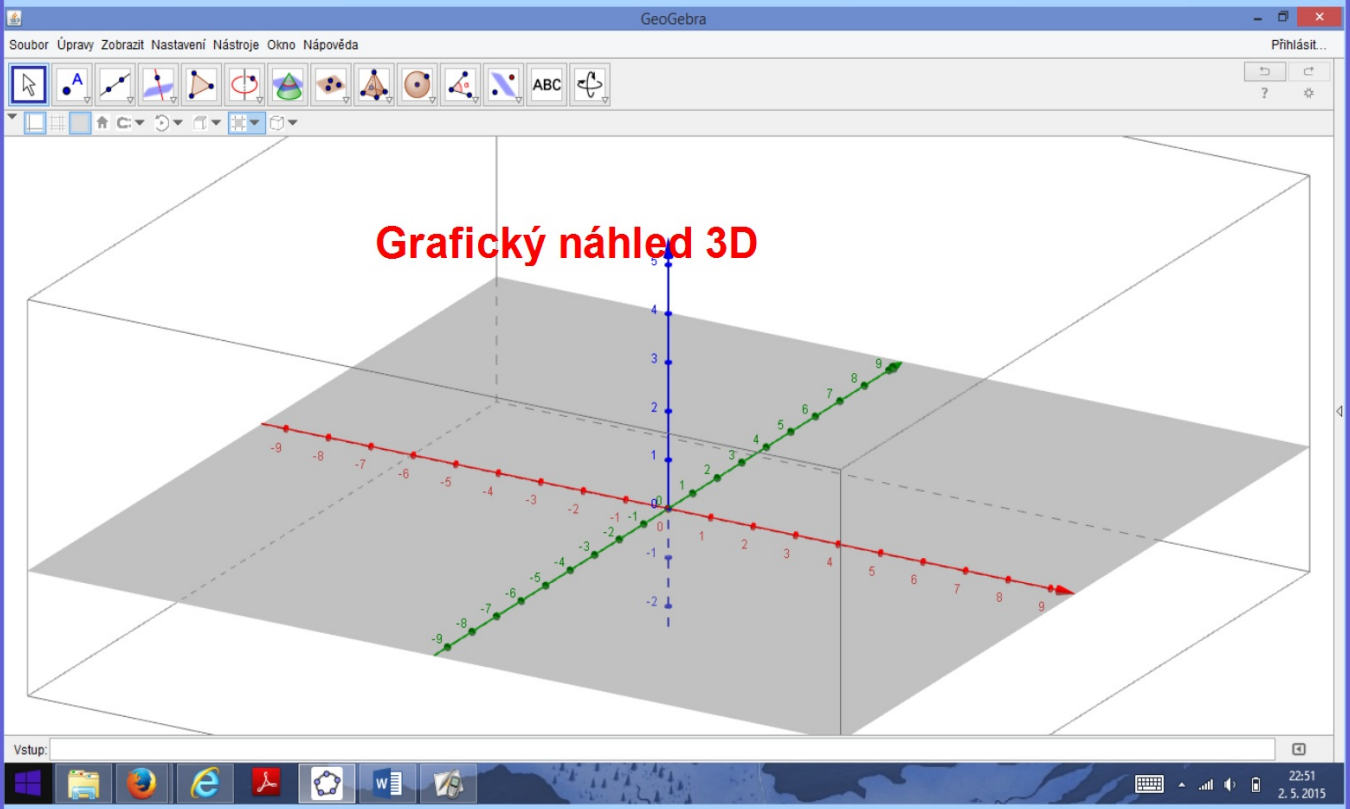 GeoGebra
Soubor Úpravy Zobrazit Nastavení Nástroje Okno Nápověda Přihlásit...
A ABC
?
Grafický náhled 3D
5
4
3
2
1
0
-1
-2
-9 -8 -7 -6 -5 -4 -3 -2 -1 0 1 2 3 4 5 6 7 8 9
-9 -8 -7 -6 -5 -4 -3 -2 -1 0 1 2 3 4 5 6 7 8 9
Vstup:
22:51
2. 5. 2015